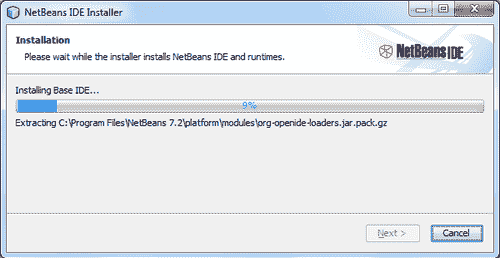 NetBeans IDE Installer
Installation
Please wait while the installer installs NetBeans IDE and runtimes.
NetBeans IDE
Installing Base IDE...
9%
Extracting C:\Program Files\NetBeans 7.2\platform\modules\org-openide-loaders.jar.pack.gz
Next >
Cancel